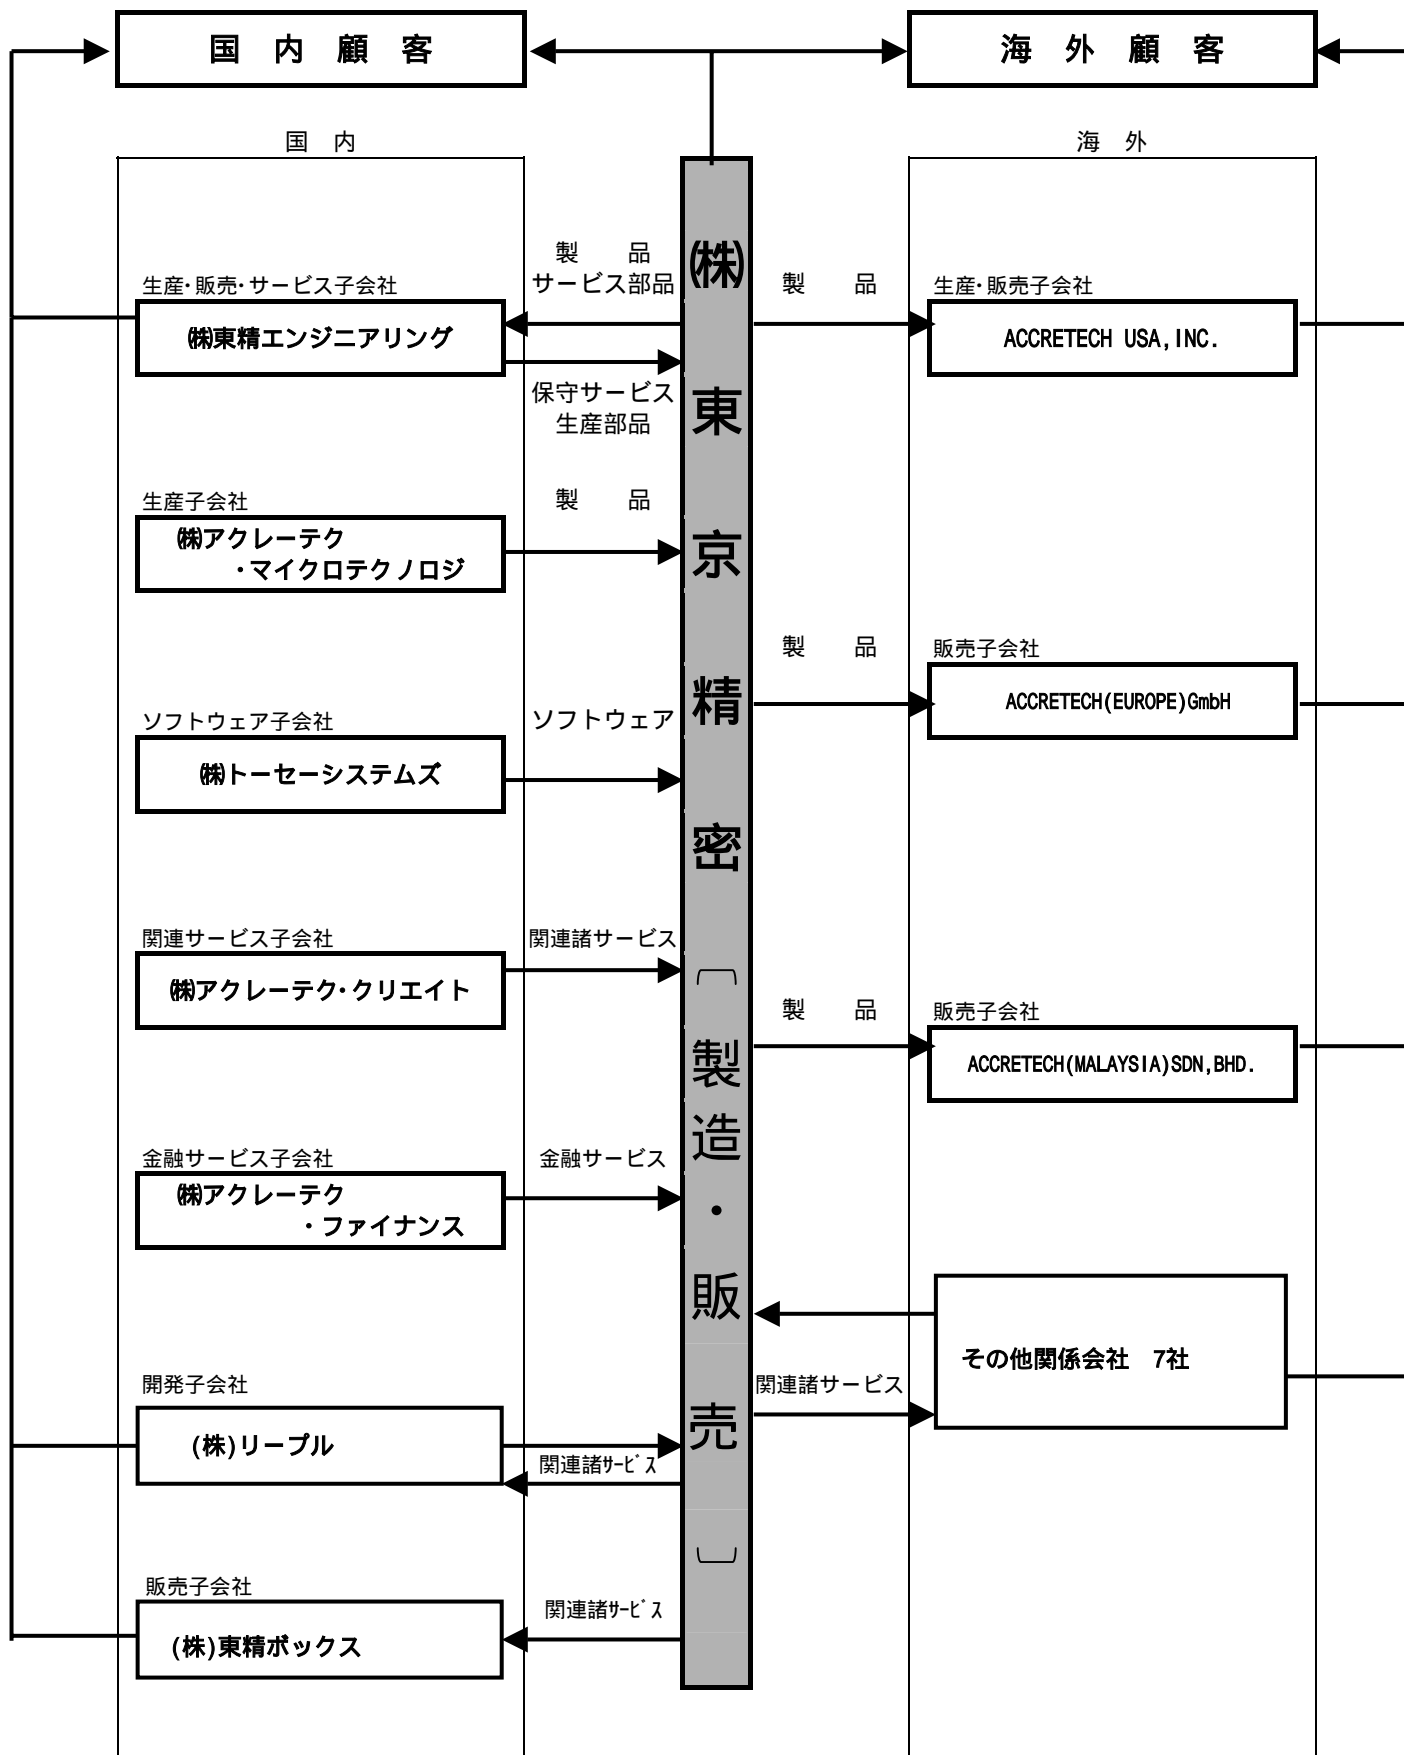 国　内　顧　客
海　外　顧　客
国　内
海　外
生産・販売・サービス子会社
㈱東精エンジニアリング
製　　品
サービス部品
保守サービス
生産部品
生産子会社
㈱アクレーテク
・マイクロテクノロジ
製　　品
ソフトウェア子会社
㈱トーセーシステムズ
ソフトウェア
関連サービス子会社
㈱アクレーテク・クリエイト
関連諸サービス
金融サービス子会社
㈱アクレーテク
・ファイナンス
金融サービス
開発子会社
(株)リープル
関連諸ｻｰﾋﾞｽ
販売子会社
(株)東精ボックス
関連諸ｻｰﾋﾞｽ
㈱東京精密〔製造・販売〕
製　　品
生産・販売子会社
ACCRETECH USA,INC.
製　　品
販売子会社
ACCRETECH(EUROPE)GmbH
製　　品
販売子会社
ACCRETECH(MALAYSIA)SDN,BHD.
その他関係会社　7社
関連諸サービス